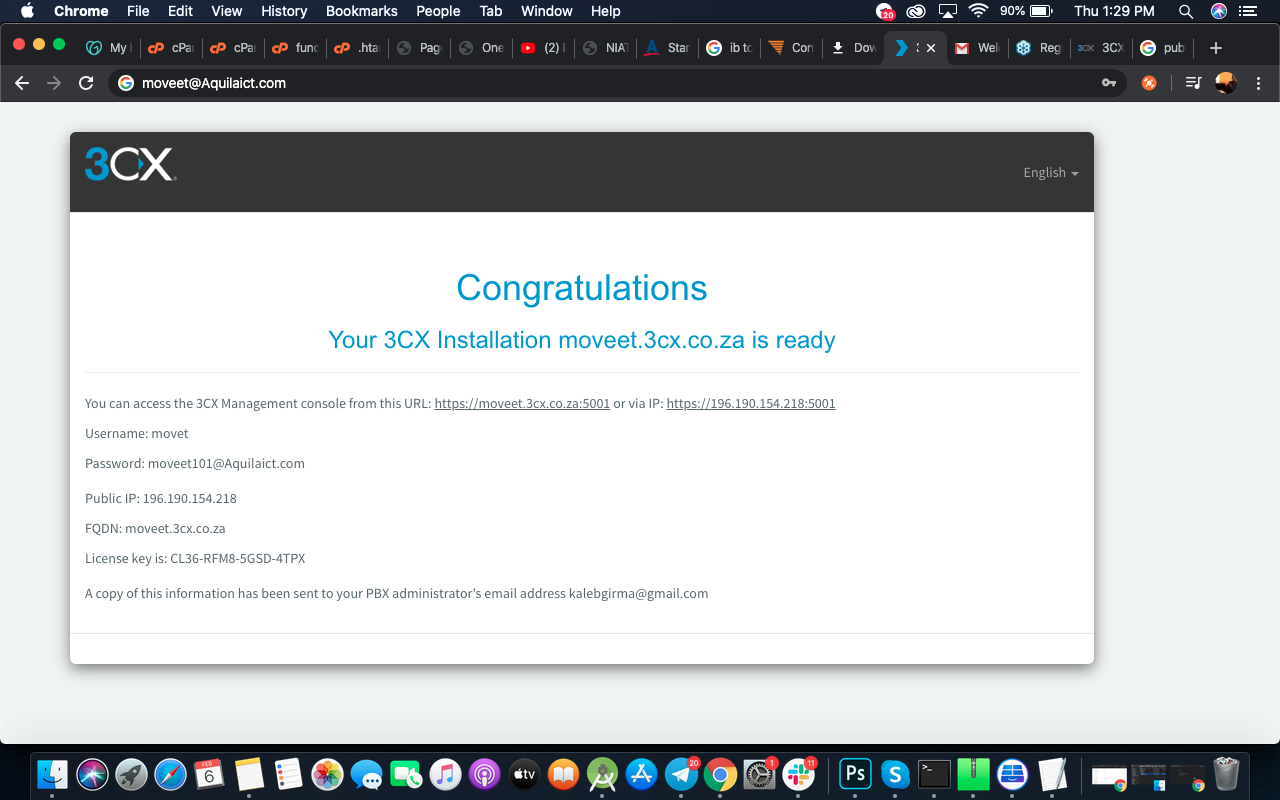 Chrome File Edit View History Bookmarks People Tab Window Help 20 90% Thu 1:29 PM
My cPa cPa func .hta Page One (2) NIA Star ib to Con Dow Wel Reg 3CX 3CX pub
moveet@Aquilaict.com
3CX
English
Congratulations
Your 3CX Installation moveet.3cx.co.za is ready
You can access the 3CX Management console from this URL: https://moveet.3cx.co.za:5001 or via IP: https://196.190.154.218:5001
Username: movet
Password: moveet101@Aquilaict.com
Public IP: 196.190.154.218
FQDN: moveet.3cx.co.za
License key is: CL36-RFM8-5GSD-4TPX
A copy of this information has been sent to your PBX administrator's email address kalebgirma@gmail.com
FEB 6 tv 20 1 11 Ps